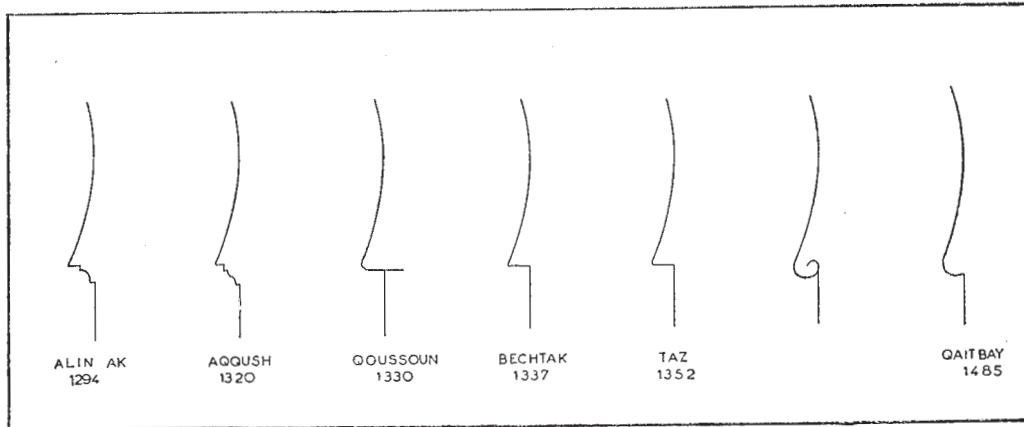 ALIN AK
1294
AQQUSH
1320
QOUSSOUN
1330
BECHTAK
1337
TAZ
1352
QAITBAY
1485